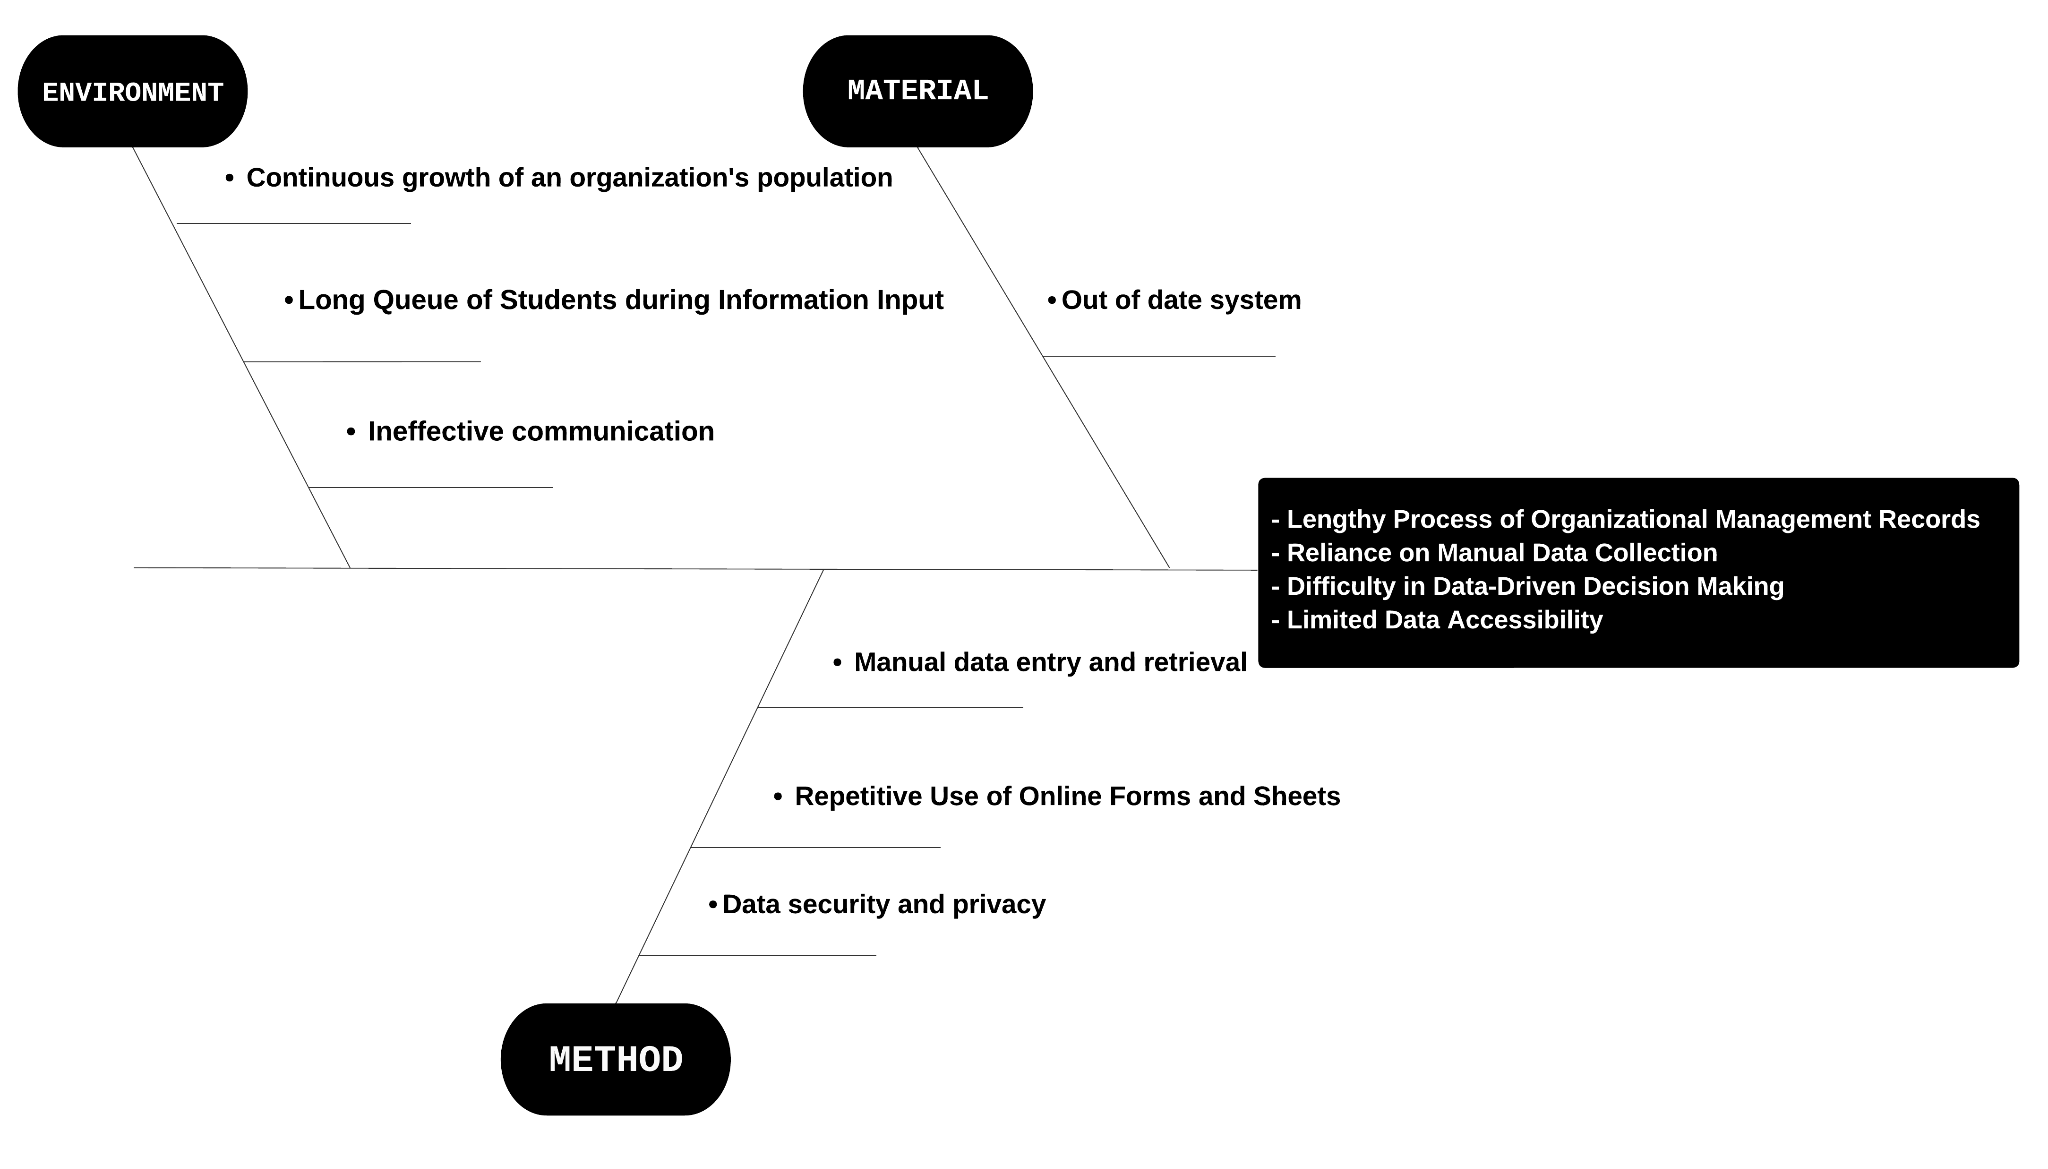 ENVIRONMENT
MATERIAL
• Continuous growth of an organization's population
• Long Queue of Students during Information Input
• Out of date system
• Ineffective communication
- Lengthy Process of Organizational Management Records
- Reliance on Manual Data Collection
- Difficulty in Data-Driven Decision Making
- Limited Data Accessibility
• Manual data entry and retrieval
• Repetitive Use of Online Forms and Sheets
• Data security and privacy
METHOD